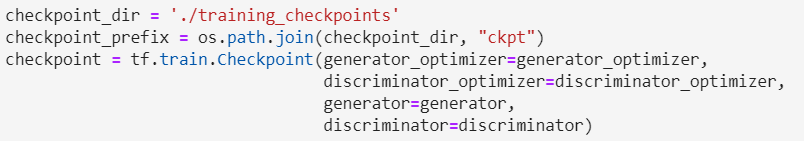 checkpoint_dir = './training_checkpoints'
checkpoint_prefix = os.path.join(checkpoint_dir, "ckpt")
checkpoint = tf.train.Checkpoint(generator_optimizer=generator_optimizer,
                                 discriminator_optimizer=discriminator_optimizer,
                                 generator=generator,
                                 discriminator=discriminator)